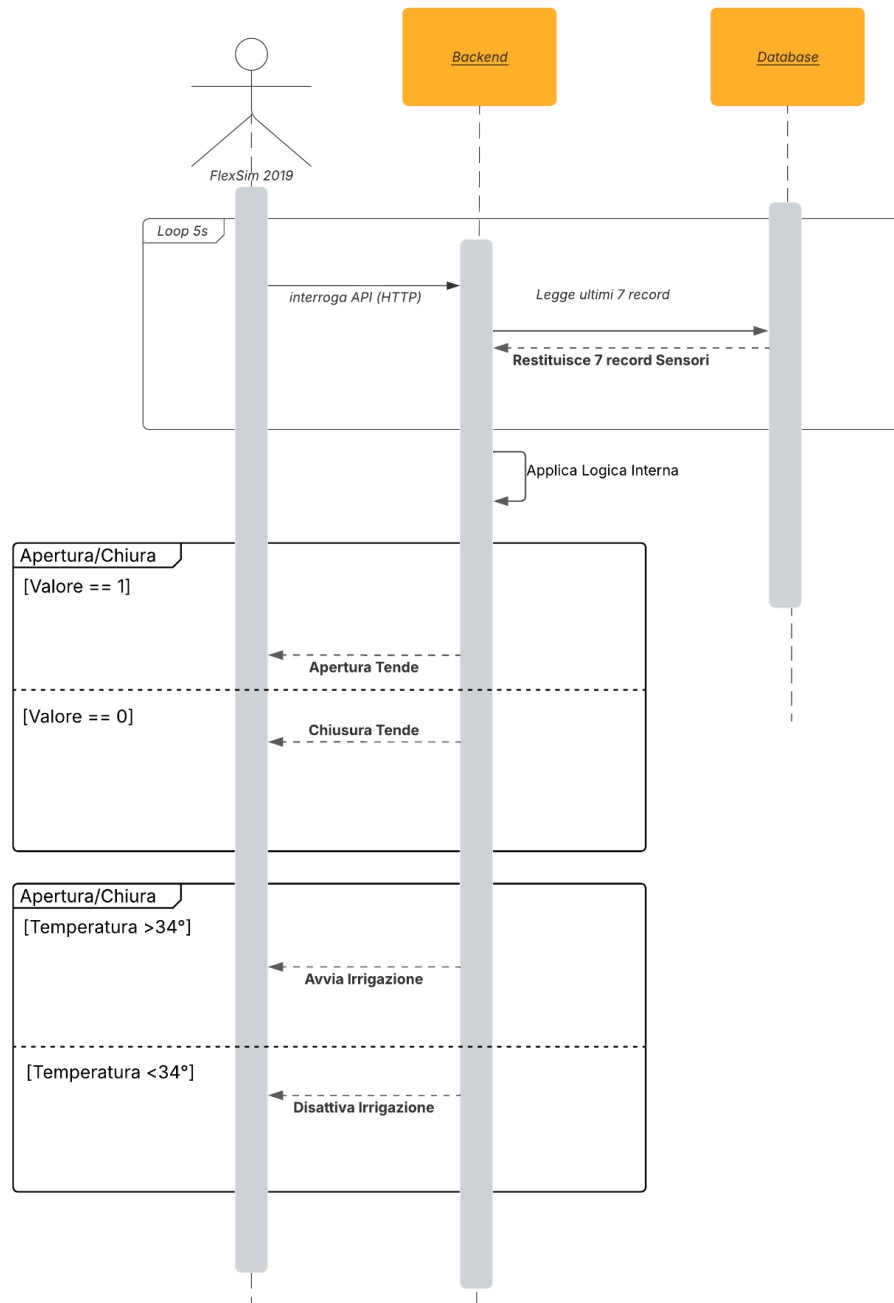 Backend
Database
FlexSim 2019
Loop 5s
interroga API (HTTP)
Legge ultimi 7 record
Restituisce 7 record Sensori
Applica Logica Interna
Apertura/Chiura
[Valore == 1]
Apertura Tende
[Valore == 0]
Chiusura Tende
Apertura/Chiura
[Temperatura >34°]
Avvia Irrigazione
[Temperatura <34°]
Disattiva Irrigazione